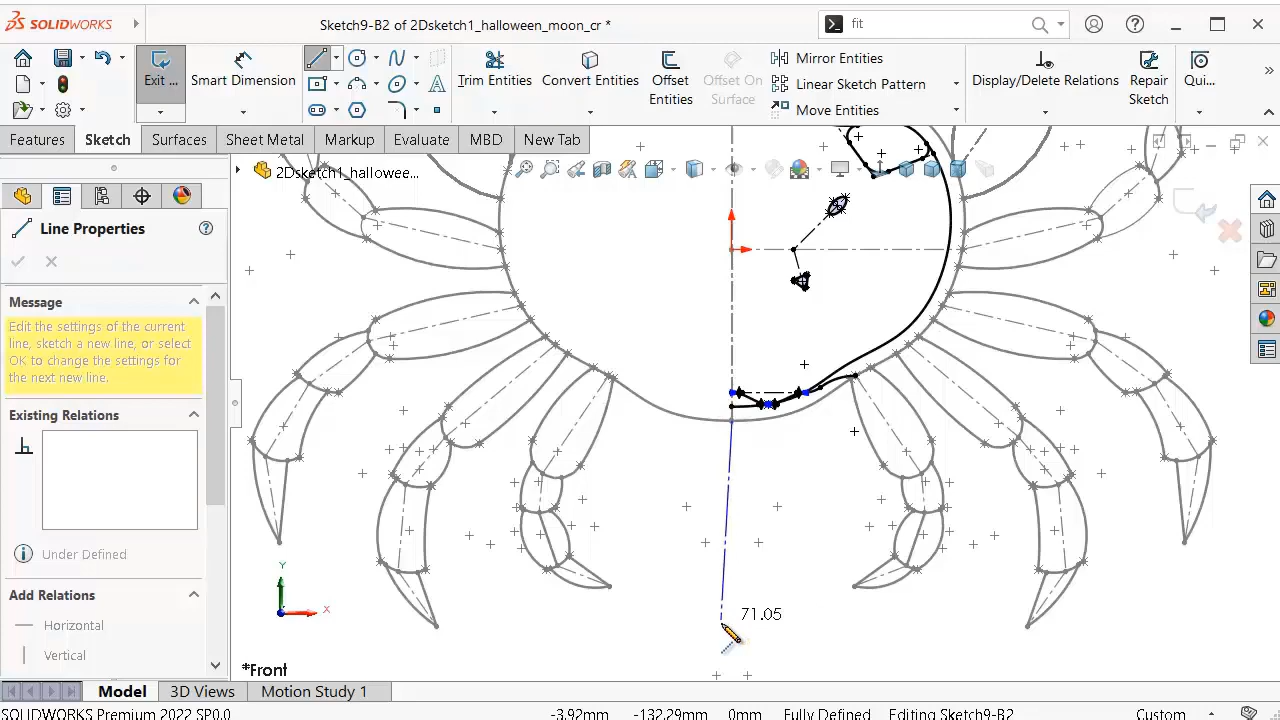 SOLIDWORKS
Sketch9-B2 of 2Dsketch1_halloween_moon_cr *
fit
Exit ...
Smart Dimension
Trim Entities
Convert Entities
Offset Entities
Offset On Surface
Mirror Entities
Linear Sketch Pattern
Move Entities
Display/Delete Relations
Repair Sketch
Qui...
Features
Sketch
Surfaces
Sheet Metal
Markup
Evaluate
MBD
New Tab
2Dsketch1_hallowee...
Line Properties
Message
Edit the settings of the current
line, sketch a new line, or select
OK to change the settings for
the next new line.
Existing Relations
Under Defined
Add Relations
Horizontal
Vertical
Y
X
71.05
*Front
Model
3D Views
Motion Study 1
SOLIDWORKS Premium 2022 SP0.0
-3.92mm
-132.29mm
0mm
Fully Defined
Editing Sketch9-B2
Custom